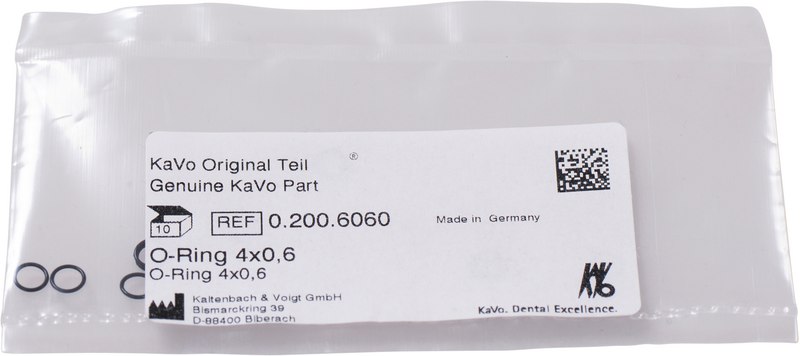 KaVo Original Teil ®
Genuine KaVo Part
10 REF 0.200.6060 Made in Germany
O-Ring 4x0,6
O-Ring 4x0,6
Kaltenbach & Voigt GmbH
Bismarckring 39
D-88400 Biberach
KaVo
KaVo. Dental Excellence.